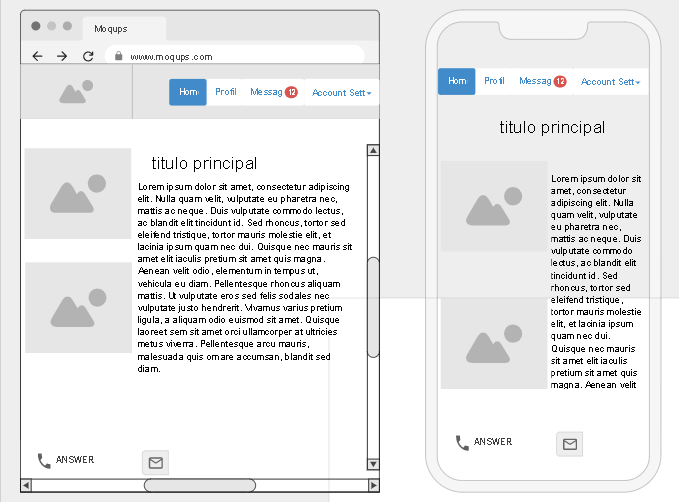 Moqups
www.moqups.com
Hom
Profil
Messag 12
Account Sett
titulo principal
Lorem ipsum dolor sit amet, consectetur adipiscing
elit. Nulla quam velit, vulputate eu pharetra nec,
mattis ac neque. Duis vulputate commodo lectus,
ac blandit elit tincidunt id. Sed rhoncus, tortor sed
eleifend tristique, tortor mauris molestie elit, et
lacinia ipsum quam nec dui. Quisque nec mauris sit
amet elit iaculis pretium sit amet quis magna.
Aenean velit odio, elementum in tempus ut,
vehicula eu diam. Pellentesque rhoncus aliquam
mattis. Ut vulputate eros sed felis sodales nec
vulputate justo hendrerit. Vivamus varius pretium
ligula, a aliquam odio euismod sit amet. Quisque
laoreet sem sit amet orci ullamcorper at ultricies
metus viverra. Pellentesque arcu mauris,
malesuada quis ornare accumsan, blandit sed
diam.
ANSWER
Hom
Profil
Messag 12
Account Sett
titulo principal
Lorem ipsum dolor sit
amet, consectetur
adipiscing elit. Nulla
quam velit, vulputate
eu pharetra nec,
mattis ac neque. Duis
vulputate commodo
lectus, ac blandit elit
tincidunt id. Sed
rhoncus, tortor sed
eleifend tristique,
tortor mauris molestie
elit, et lacinia ipsum
quam nec dui.
Quisque nec mauris
sit amet elit iaculis
pretium sit amet quis
magna. Aenean velit
ANSWER